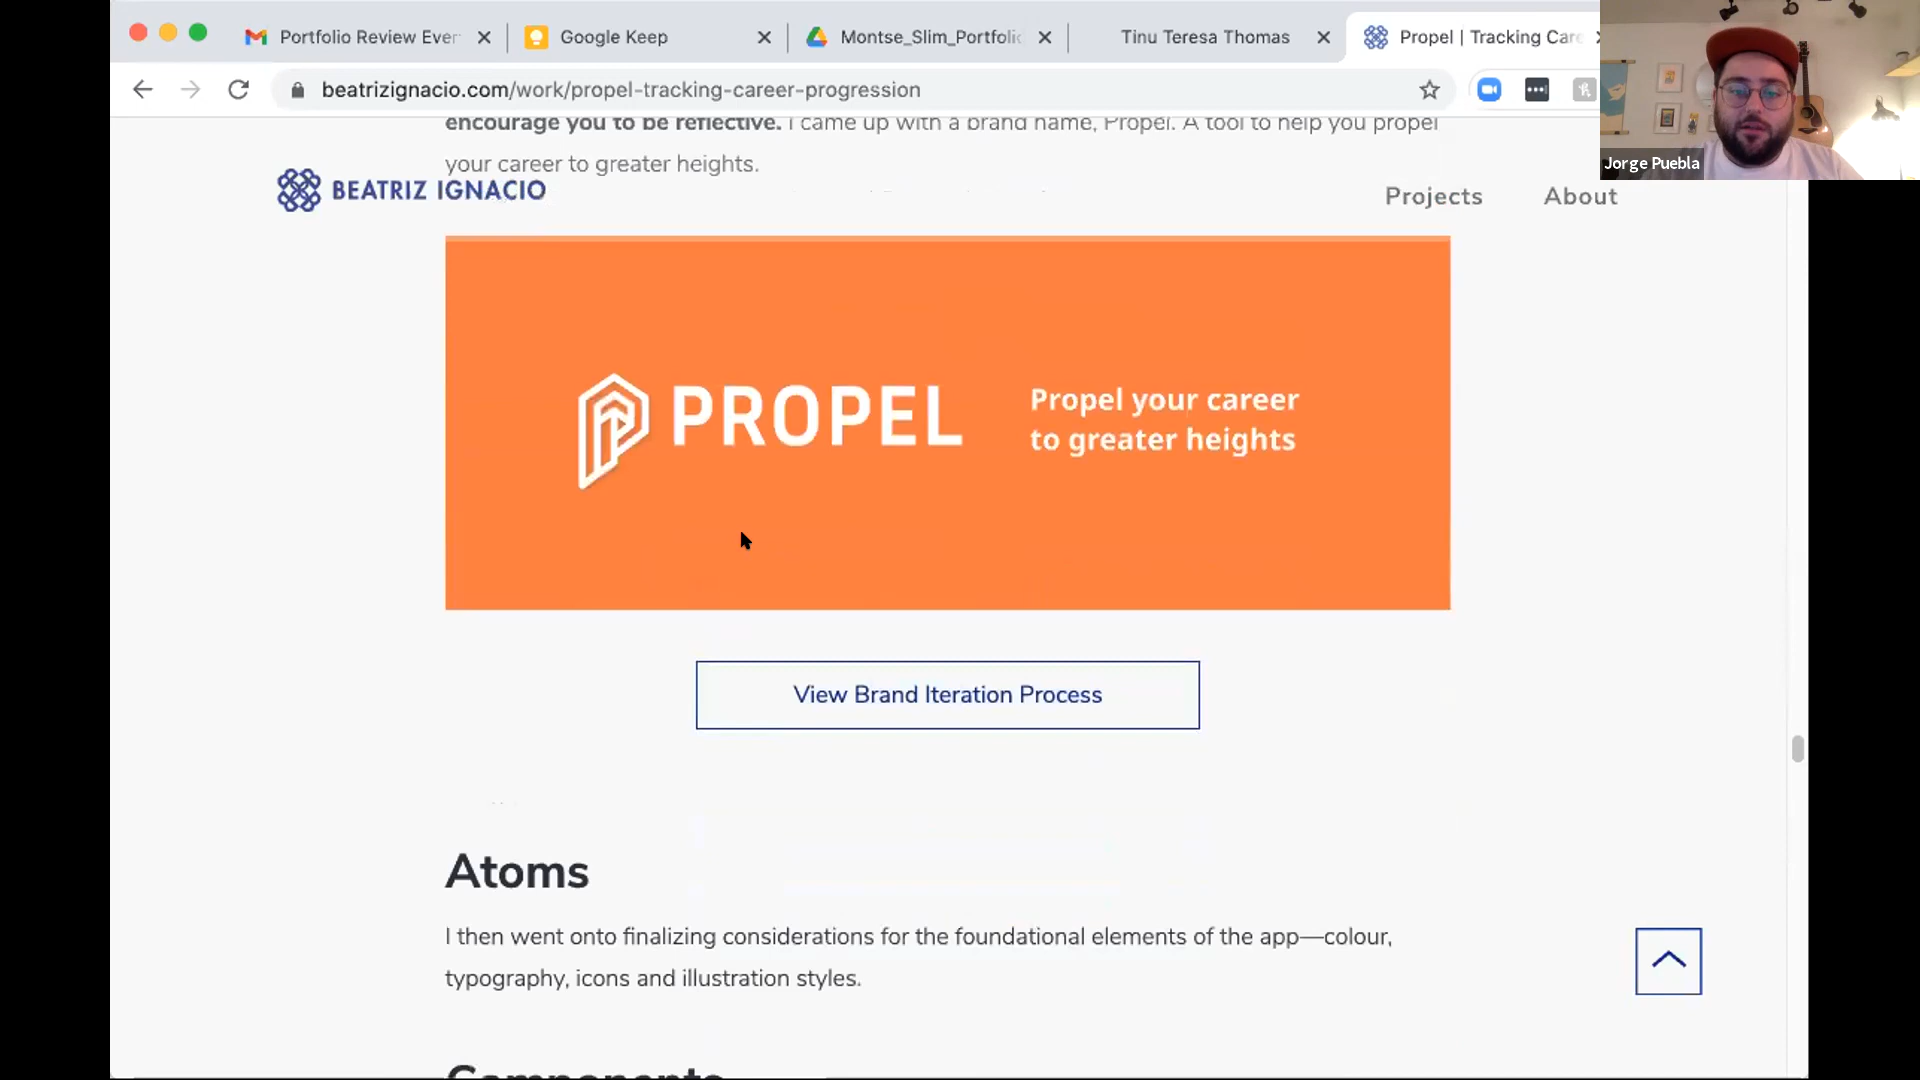 Portfolio Review Ever
Google Keep
Montse_Slim_Portfolio
Tinu Teresa Thomas
Propel | Tracking Care
beatrizignacio.com/work/propel-tracking-career-progression
Jorge Puebla
encourage you to be reflective. I came up with a brand name, Propel. A tool to help you propel
your career to greater heights.
BEATRIZ IGNACIO
Projects
About
PROPEL
Propel your career
to greater heights
View Brand Iteration Process
Atoms
I then went onto finalizing considerations for the foundational elements of the app—colour,
typography, icons and illustration styles.
Components